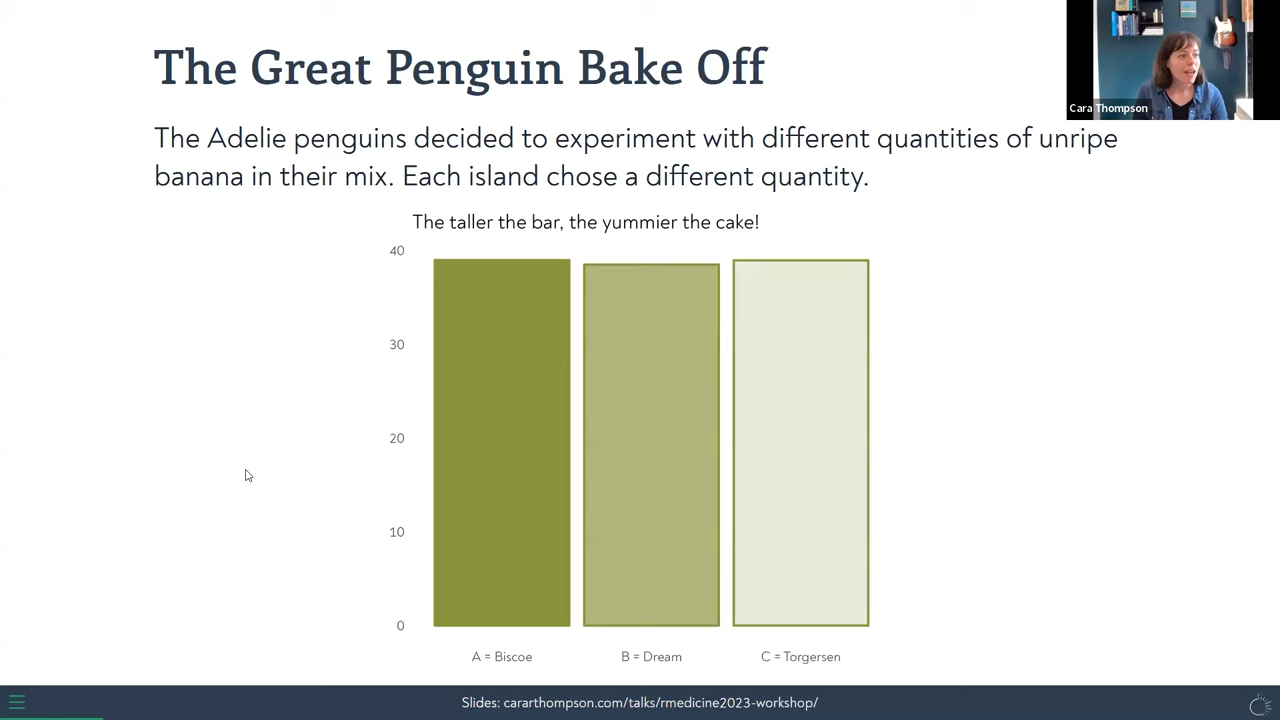 The Great Penguin Bake Off
Cara Thompson
The Adelie penguins decided to experiment with different quantities of unripe
banana in their mix. Each island chose a different quantity.
The taller the bar, the yummier the cake!
40
30
20
10
0
A = Biscoe
B = Dream
C = Torgersen
Slides: cararthompson.com/talks/rmedicine2023-workshop/